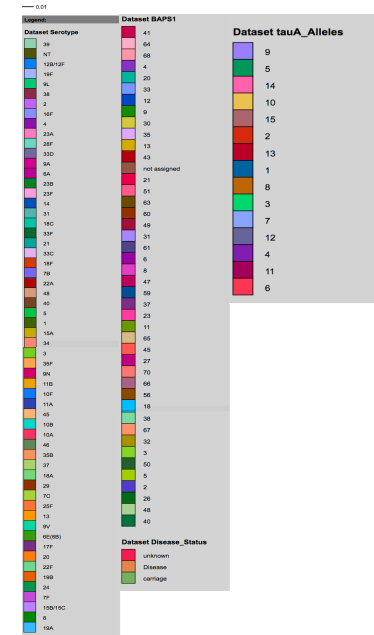 0.01
Legend:
Dataset Serotype
39
NT
12B/12F
19F
9L
38
2
16F
4
23A
28F
33D
9A
6A
23B
23F
14
31
18C
33F
21
33C
18F
7B
22A
48
40
5
1
15A
34
3
35F
9N
11B
10F
11A
45
10B
10A
46
35B
37
18A
29
7C
25F
13
9V
6E(6B)
17F
20
22F
19B
24
7F
15B/15C
8
19A
Dataset BAPS1
41
64
68
4
20
33
12
9
30
35
13
43
not assigned
21
51
63
60
49
31
61
6
8
47
59
37
23
11
65
45
27
70
66
56
18
38
67
32
3
50
5
2
26
48
40
Dataset Disease_Status
unknown
Disease
carriage
Dataset tauA_Alleles
9
5
14
10
15
2
13
1
8
3
7
12
4
11
6